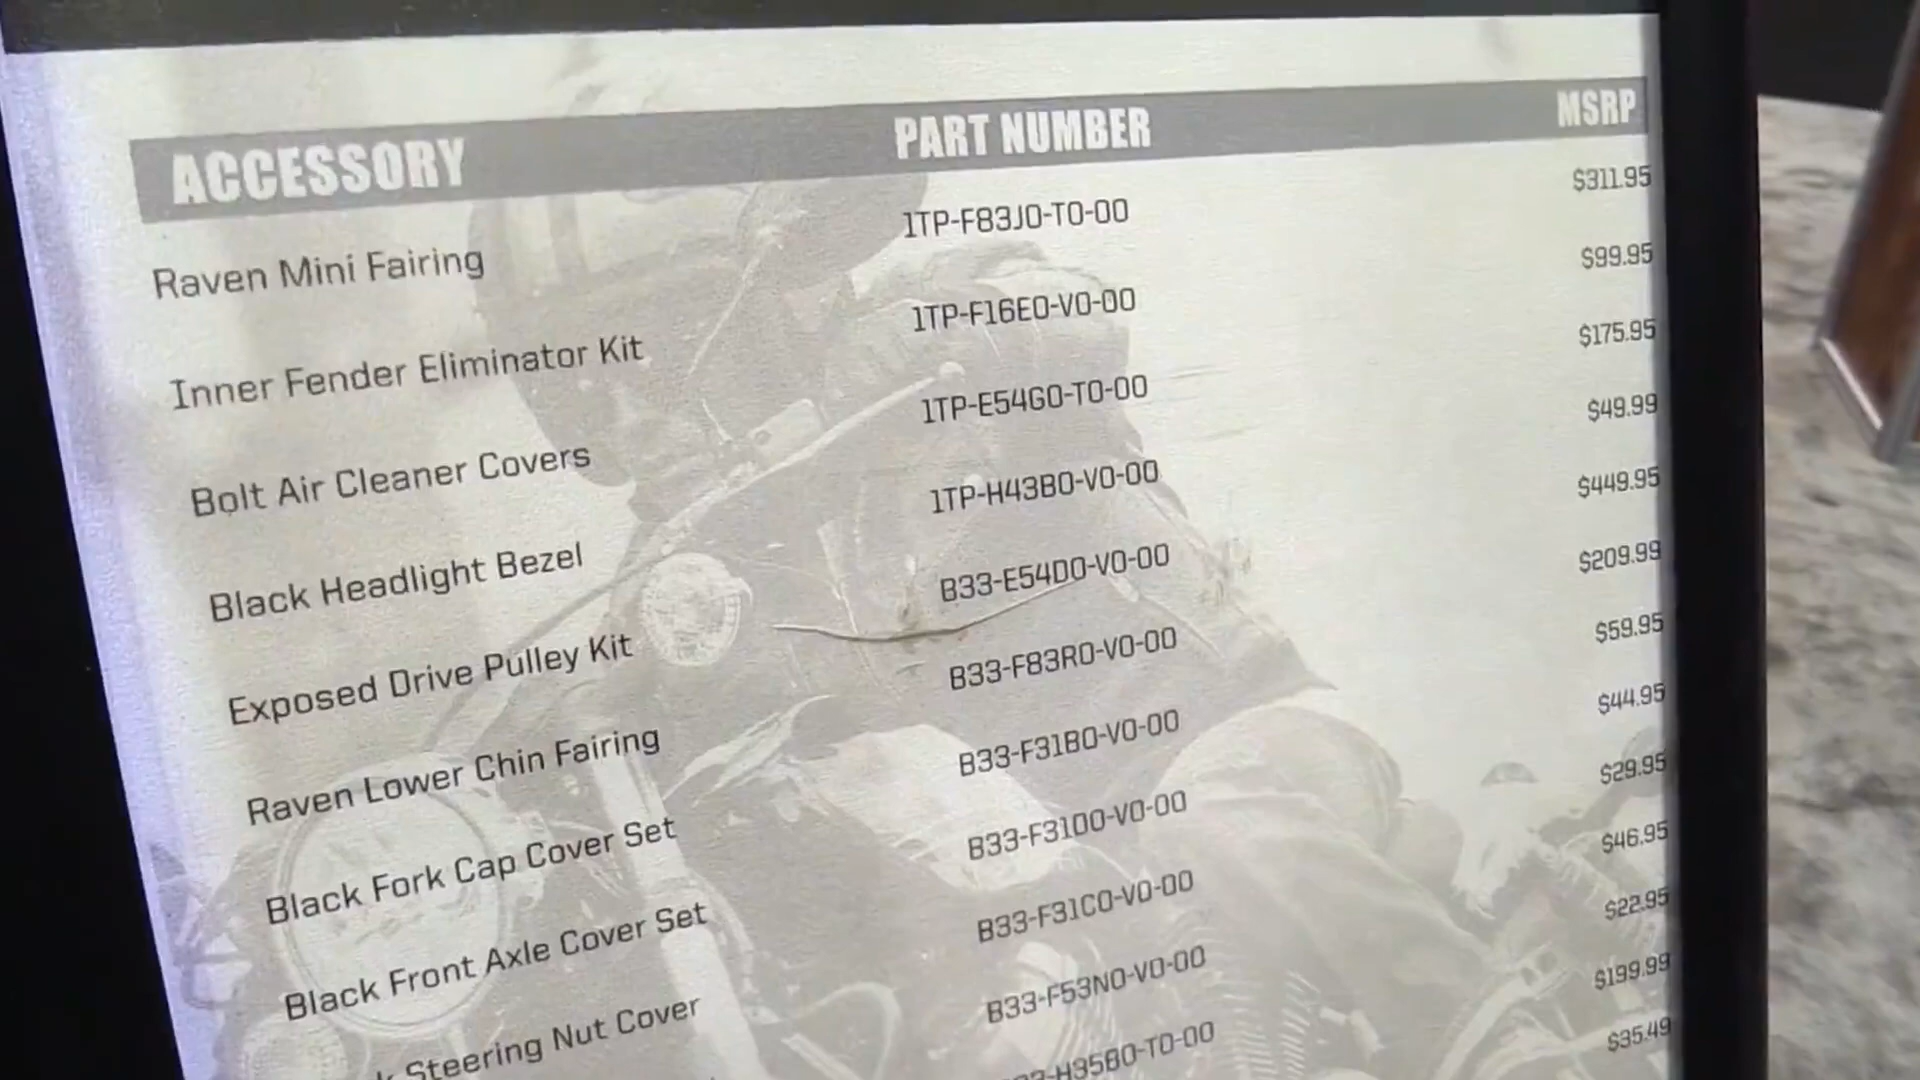 ACCESSORY PART NUMBER MSRP
Raven Mini Fairing 1TP-F83J0-T0-00 $311.95
Inner Fender Eliminator Kit 1TP-F16E0-V0-00 $99.95
Bolt Air Cleaner Covers 1TP-E54G0-T0-00 $175.95
Black Headlight Bezel 1TP-H43B0-V0-00 $49.99
Exposed Drive Pulley Kit B33-E54D0-V0-00 $449.95
Raven Lower Chin Fairing B33-F83R0-V0-00 $209.99
Black Fork Cap Cover Set B33-F31B0-V0-00 $59.95
Black Front Axle Cover Set B33-F31O0-V0-00 $44.95
Steering Nut Cover B33-F31C0-V0-00 $29.95
B33-F53N0-V0-00 $46.95
H35B0-T0-00 $22.95
$199.99
$35.49